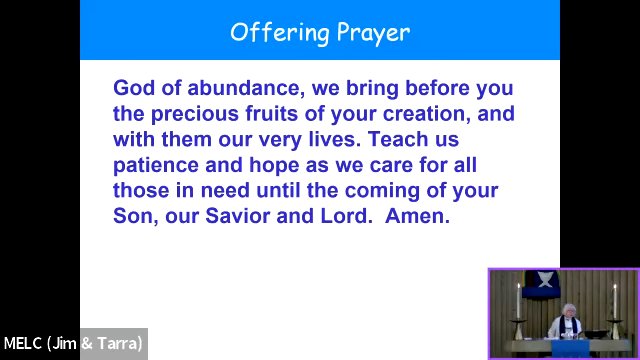 Offering Prayer
God of abundance, we bring before you
the precious fruits of your creation, and
with them our very lives. Teach us
patience and hope as we care for all
those in need until the coming of your
Son, our Savior and Lord.  Amen.
MELC (Jim & Tarra)